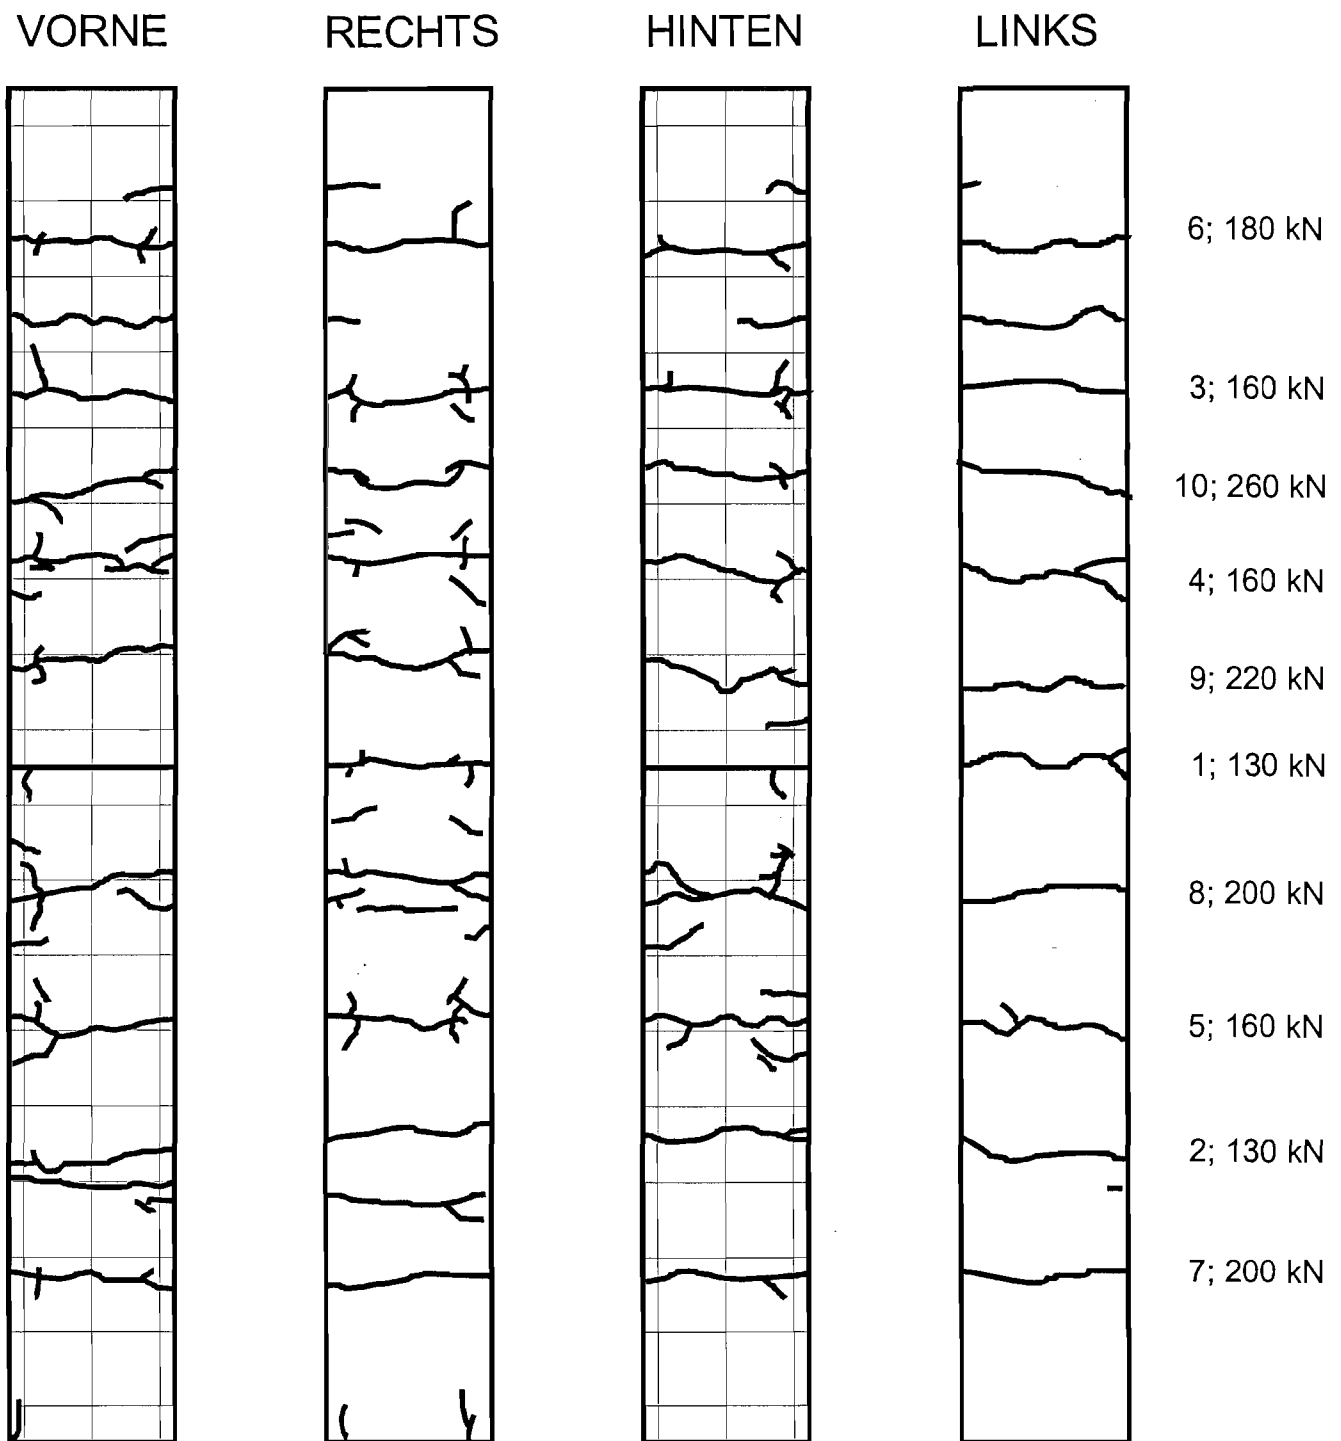 VORNE RECHTS HINTEN LINKS
6; 180 kN
3; 160 kN
10; 260 kN
4; 160 kN
9; 220 kN
1; 130 kN
8; 200 kN
5; 160 kN
2; 130 kN
7; 200 kN